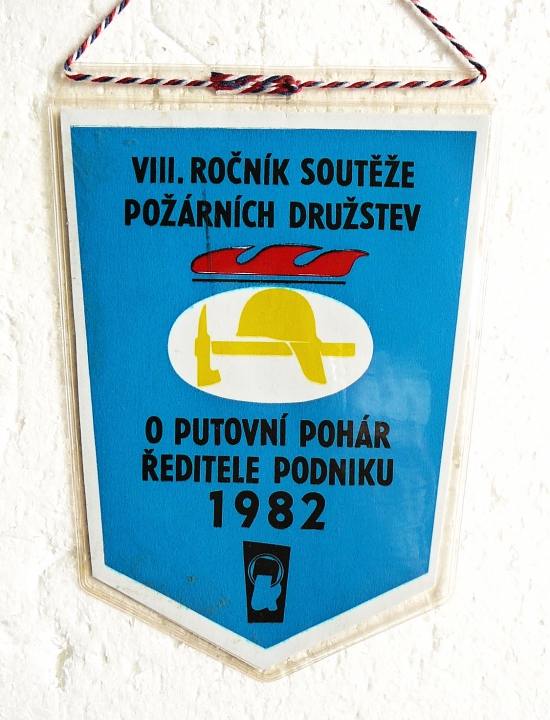 VIII. ROČNÍK SOUTĚŽE
POŽÁRNÍCH DRUŽSTEV
O PUTOVNÍ POHÁR
ŘEDITELE PODNIKU
1982